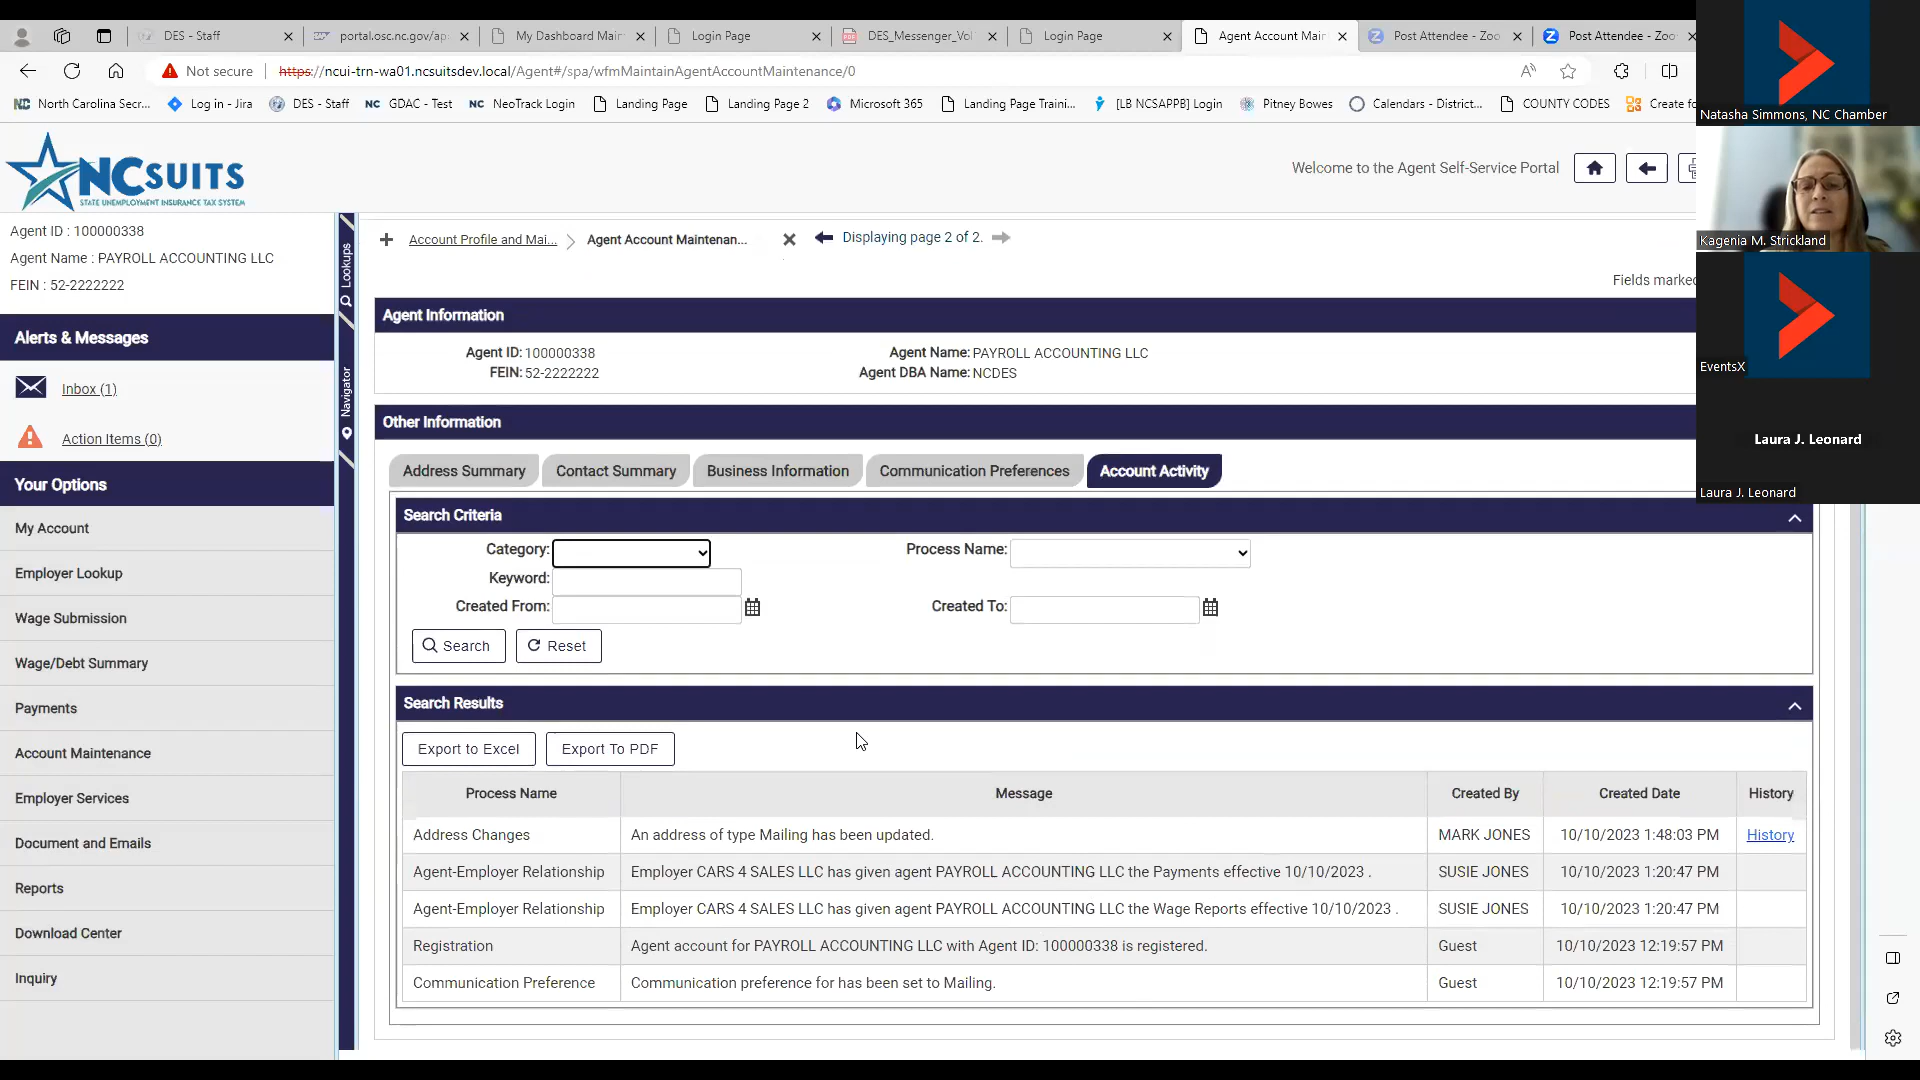 DES - Staff
portal.osc.nc.gov/ap
My Dashboard Main
Login Page
DES_Messenger_Vol
Login Page
Agent Account Main
Post Attendee - Zoo
Post Attendee - Zoo
Not secure
https://ncui-trn-wa01.ncsuitsdev.local/Agent#/spa/wfmMaintainAgentAccountMaintenance/0
North Carolina Secr...
Log in - Jira
DES - Staff
NC GDAC - Test
NC NeoTrack Login
Landing Page
Landing Page 2
Microsoft 365
Landing Page Traini...
[LB NCSAPPB] Login
Pitney Bowes
Calendars - District...
COUNTY CODES
Create fo
Natasha Simmons, NC Chamber
Kagenia M. Strickland
EventsX
Laura J. Leonard
Laura J. Leonard
NCSUITS
STATE UNEMPLOYMENT INSURANCE TAX SYSTEM
Welcome to the Agent Self-Service Portal
Agent ID : 100000338
Agent Name : PAYROLL ACCOUNTING LLC
FEIN : 52-2222222
Alerts & Messages
Inbox (1)
Action Items (0)
Your Options
My Account
Employer Lookup
Wage Submission
Wage/Debt Summary
Payments
Account Maintenance
Employer Services
Document and Emails
Reports
Download Center
Inquiry
Lookups
Navigator
Account Profile and Mai...
Agent Account Maintenan...
Displaying page 2 of 2.
Fields marked
Agent Information
Agent ID: 100000338
Agent Name: PAYROLL ACCOUNTING LLC
FEIN: 52-2222222
Agent DBA Name: NCDES
Other Information
Address Summary
Contact Summary
Business Information
Communication Preferences
Account Activity
Search Criteria
Category:
Process Name:
Keyword:
Created From:
Created To:
Search
Reset
Search Results
Export to Excel
Export To PDF
Process Name Message Created By Created Date History
Address Changes An address of type Mailing has been updated. MARK JONES 10/10/2023 1:48:03 PM History
Agent-Employer Relationship Employer CARS 4 SALES LLC has given agent PAYROLL ACCOUNTING LLC the Payments effective 10/10/2023 . SUSIE JONES 10/10/2023 1:20:47 PM
Agent-Employer Relationship Employer CARS 4 SALES LLC has given agent PAYROLL ACCOUNTING LLC the Wage Reports effective 10/10/2023 . SUSIE JONES 10/10/2023 1:20:47 PM
Registration Agent account for PAYROLL ACCOUNTING LLC with Agent ID: 100000338 is registered. Guest 10/10/2023 12:19:57 PM
Communication Preference Communication preference for has been set to Mailing. Guest 10/10/2023 12:19:57 PM